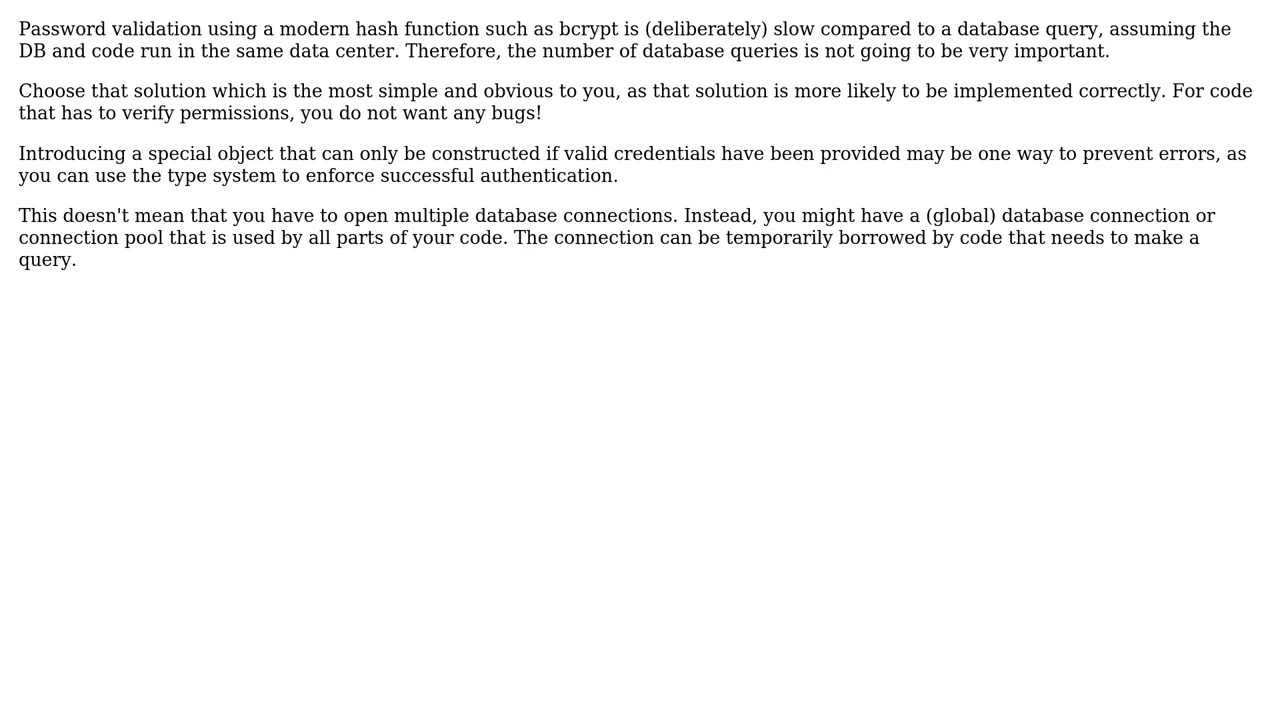 Password validation using a modern hash function such as bcrypt is (deliberately) slow compared to a database query, assuming the
DB and code run in the same data center. Therefore, the number of database queries is not going to be very important.
Choose that solution which is the most simple and obvious to you, as that solution is more likely to be implemented correctly. For code
that has to verify permissions, you do not want any bugs!
Introducing a special object that can only be constructed if valid credentials have been provided may be one way to prevent errors, as
you can use the type system to enforce successful authentication.
This doesn't mean that you have to open multiple database connections. Instead, you might have a (global) database connection or
connection pool that is used by all parts of your code. The connection can be temporarily borrowed by code that needs to make a
query.